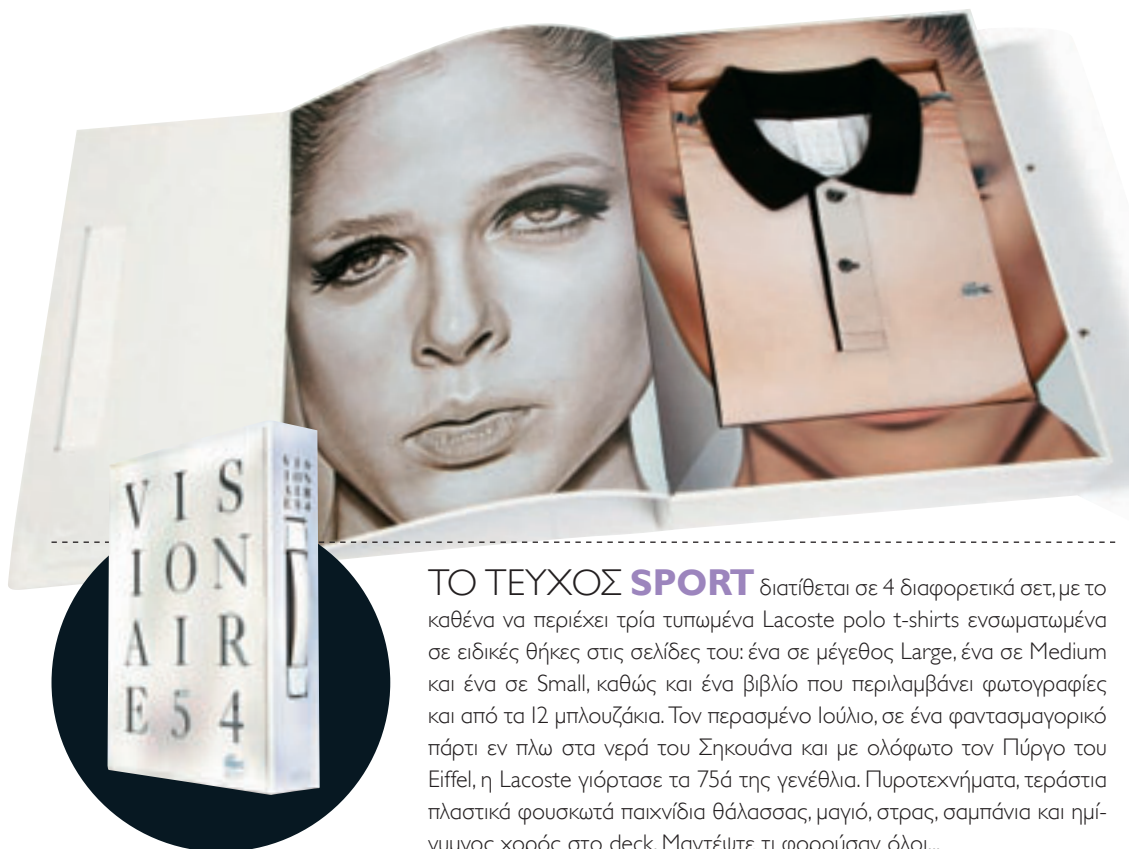 VIS
ION
AIR
E54
ΤΟ ΤΕΥΧΟΣ SPORT διατίθεται σε 4 διαφορετικά σετ, με το
καθένα να περιέχει τρία τυπωμένα Lacoste polo t-shirts ενσωματωμένα
σε ειδικές θήκες στις σελίδες του: ένα σε μέγεθος Large, ένα σε Medium
και ένα σε Small, καθώς και ένα βιβλίο που περιλαμβάνει φωτογραφίες
και από τα 12 μπλουζάκια. Τον περασμένο Ιούλιο, σε ένα φαντασμαγορικό
πάρτι εν πλω στα νερά του Σηκουάνα και με ολόφωτο τον Πύργο του
Eiffel, η Lacoste γιόρτασε τα 75ά της γενέθλια. Πυροτεχνήματα, τεράστια
πλαστικά φουσκωτά παιχνίδια θάλασσας, μαγιό, στρας, σαμπάνια και ημί-
γυμνος χορός στο deck. Μαντέψτε τι φορούσαν όλοι...